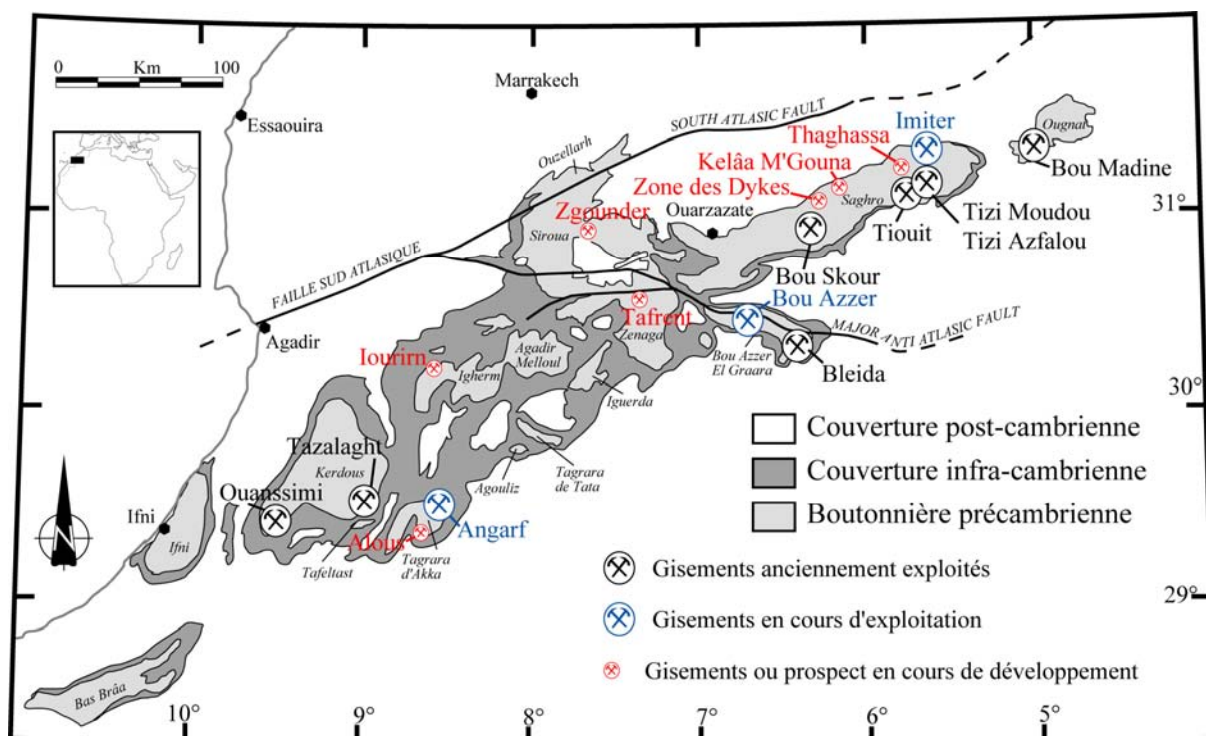 0 Km 100
Marrakech
Essaouira
SOUTH ATLASIC FAULT
Ouzellarh
Thaghassa
Imiter
Ougnat
Kelâa M'Gouna
Bou Madine
Zone des Dykes
Saghro
Zgounder
Ouarzazate
31°
Siroua
Tiouit
Tizi Moudou
Tizi Azfalou
Bou Skour
FAILLE SUD ATLASIQUE
Bou Azzer
Agadir
Tafrent
MAJOR ANTI ATLASIC FAULT
Zenaga
Iourirn
Agadir
Melloul
Igherm
Bou Azzer
El Graara
Bleida
Iguerda
30°
Couverture post-cambrienne
Tazalaght
Kerdous
Tagrara
de Tata
Couverture infra-cambrienne
Agouliz
Ouanssimi
Boutonnière précambrienne
Ifni
Angarf
N
Ifni
Alous
Tagrara
d'Akka
Tafeltast
Gisements anciennement exploités
29°
Gisements en cours d'exploitation
Gisements ou prospect en cours de développement
Bas Brâa
10° 9° 8° 7° 6° 5°